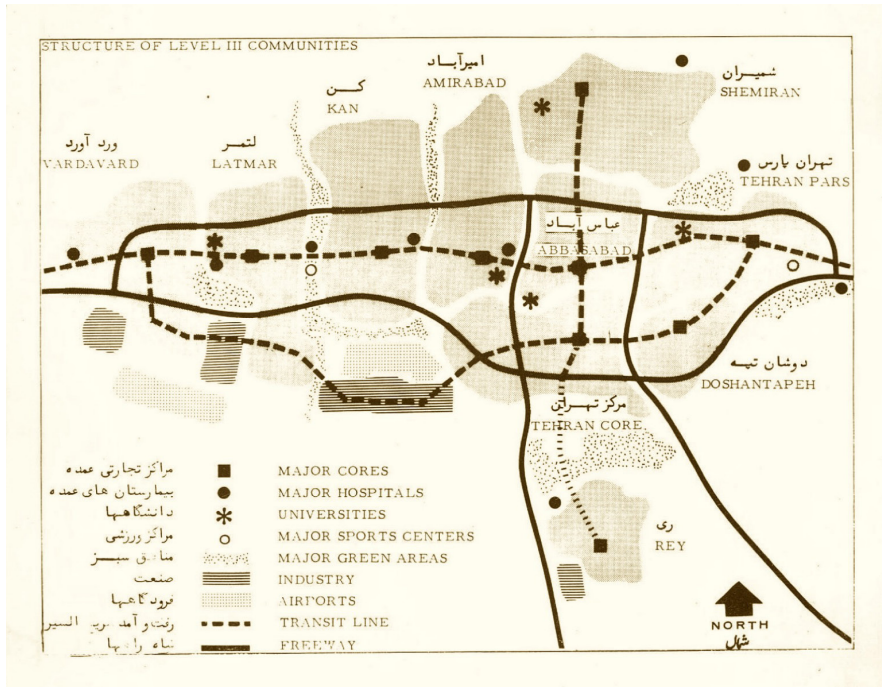 STRUCTURE OF LEVEL III COMMUNITIES
امیرآباد
AMIRABAD
شمیران
SHEMIRAN
کن
KAN
ورد آورد
VARDAVARD
لتمر
LATMAR
تهران پارس
TEHRAN PARS
عباس آباد
ABBASABAD
دوشان تپه
DOSHANTAPEH
مرکز تهران
TEHRAN CORE
ری
REY
مراکز تجارتی عمده MAJOR CORES
بیمارستان های عمده MAJOR HOSPITALS
دانشگاهها UNIVERSITIES
مراکز ورزشی MAJOR SPORTS CENTERS
سبز MAJOR GREEN AREAS
صنعت INDUSTRY
فرودگاهها AIRPORTS
رفت و آمد السیر TRANSIT LINE
FREEWAY
NORTH
شمال